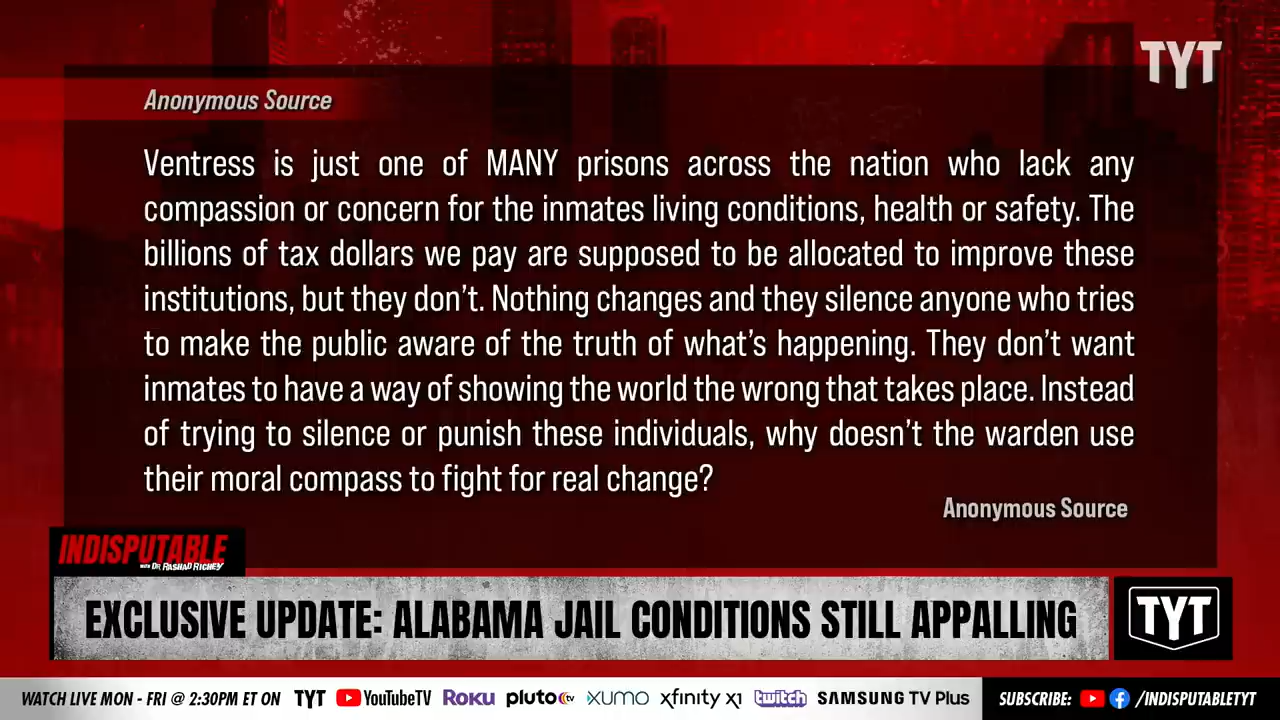 TYT
Anonymous Source
Ventress is just one of MANY prisons across the nation who lack any
compassion or concern for the inmates living conditions, health or safety. The
billions of tax dollars we pay are supposed to be allocated to improve these
institutions, but they don't. Nothing changes and they silence anyone who tries
to make the public aware of the truth of what's happening. They don't want
inmates to have a way of showing the world the wrong that takes place. Instead
of trying to silence or punish these individuals, why doesn't the warden use
their moral compass to fight for real change?
Anonymous Source
INDISPUTABLE
WITH DR. RASHAD RICHEY
EXCLUSIVE UPDATE: ALABAMA JAIL CONDITIONS STILL APPALLING
TYT
WATCH LIVE MON - FRI @ 2:30PM ET ON TYT YouTubeTV ROKU pluto tv xumo xfinity x1 twitch SAMSUNG TV Plus SUBSCRIBE: /INDISPUTABLETYT